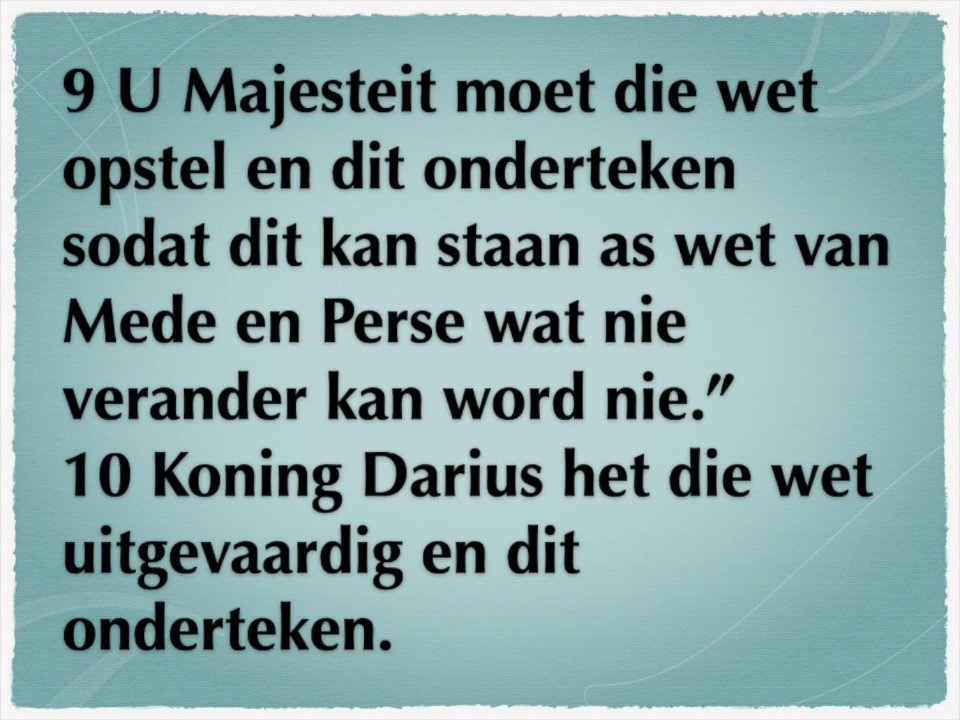 9 U Majesteit moet die wet
opstel en dit onderteken
sodat dit kan staan as wet van
Mede en Perse wat nie
verander kan word nie.”
10 Koning Darius het die wet
uitgevaardig en dit
onderteken.